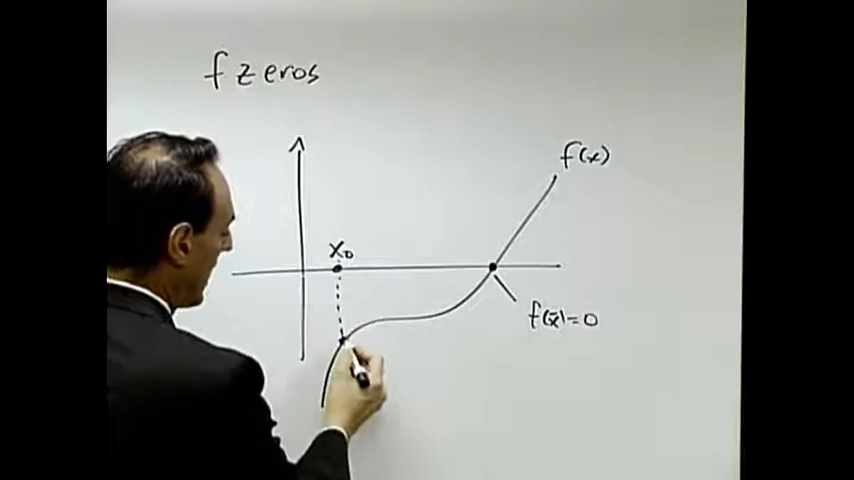 f zeros
f(x)
x₀
f(x̄)=0